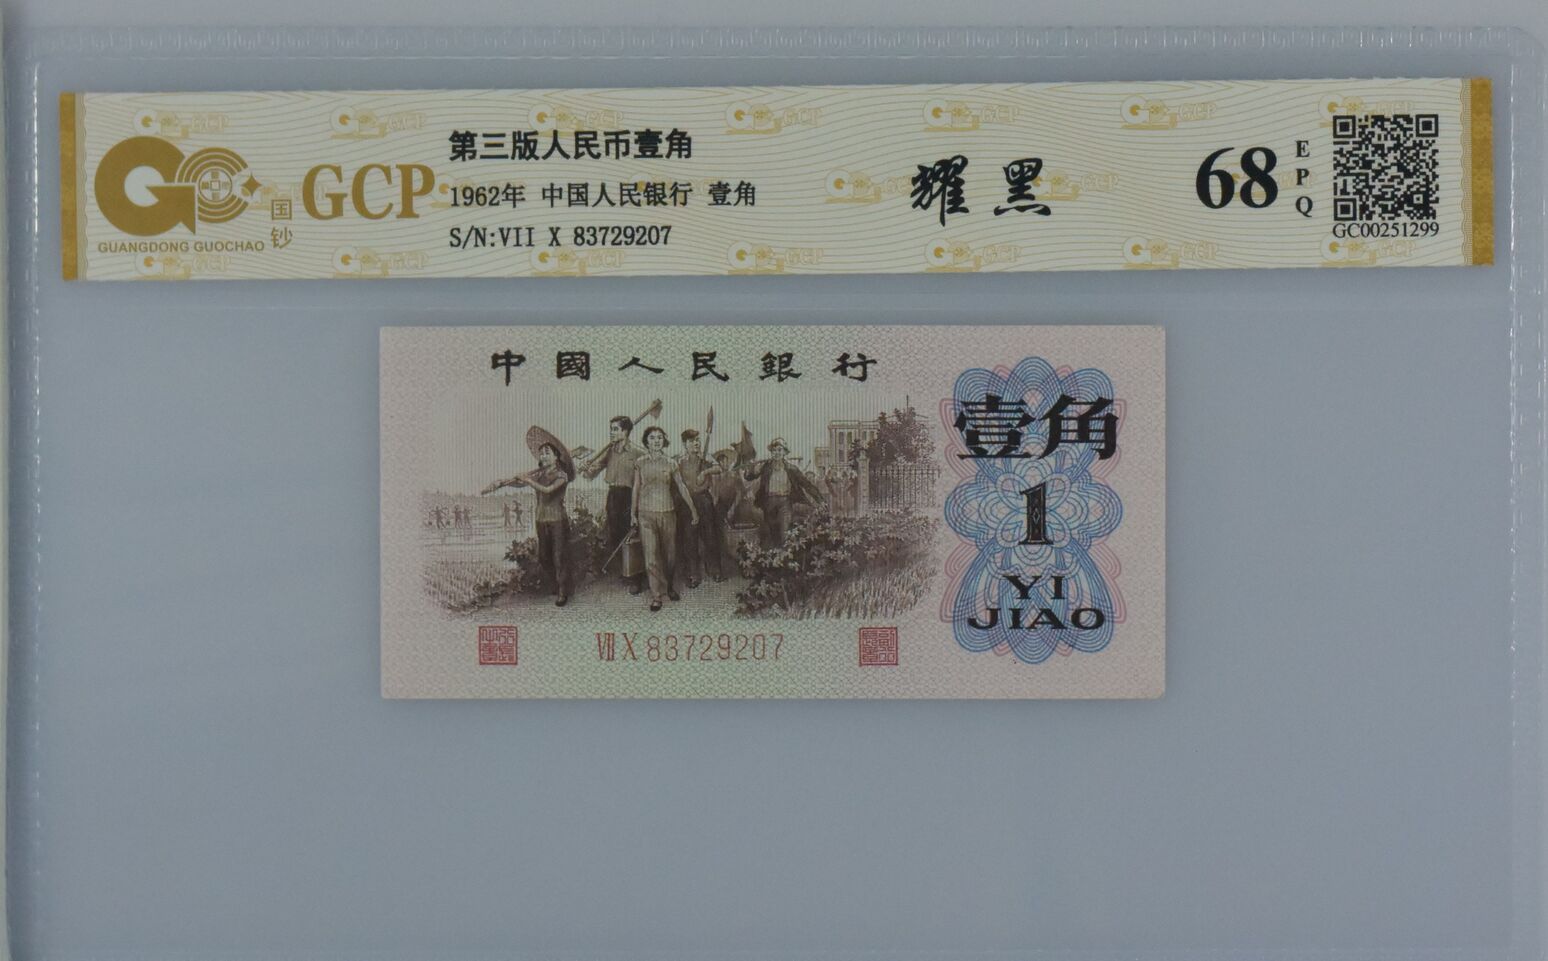 GUANGDONG GUOCHAO
国钞
GCP
第三版人民币壹角
1962年 中国人民银行 壹角
S/N:VII X 83729207
耀黑
68
EPQ
GC00251299
中國人民銀行
壹角
1
YI
JIAO
VII X 83729207